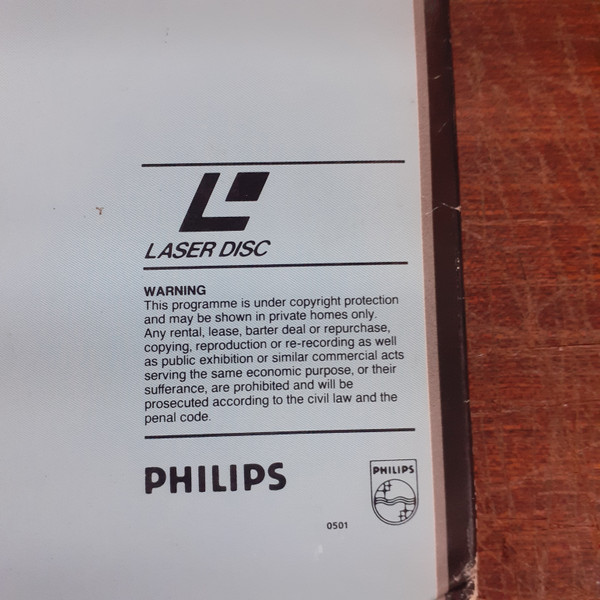 LASER DISC
WARNING
This programme is under copyright protection
and may be shown in private homes only.
Any rental, lease, barter deal or repurchase,
copying, reproduction or re-recording as well
as public exhibition or similar commercial acts
serving the same economic purpose, or their
sufferance, are prohibited and will be
prosecuted according to the civil law and the
penal code.
PHILIPS
PHILIPS
0501